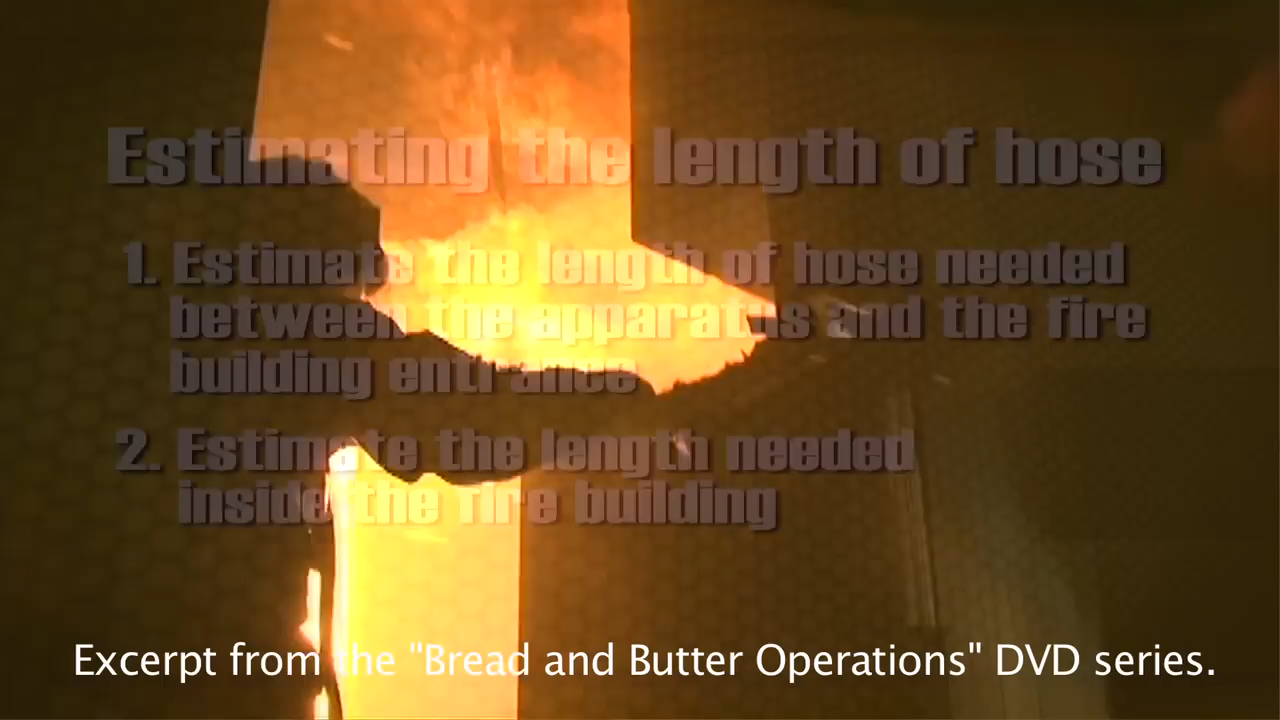 Estimating the length of hose
1. Estimate the length of hose needed
between the apparatus and the fire
building entrance
2. Estimate the length needed
inside the fire building
Excerpt from the "Bread and Butter Operations" DVD series.